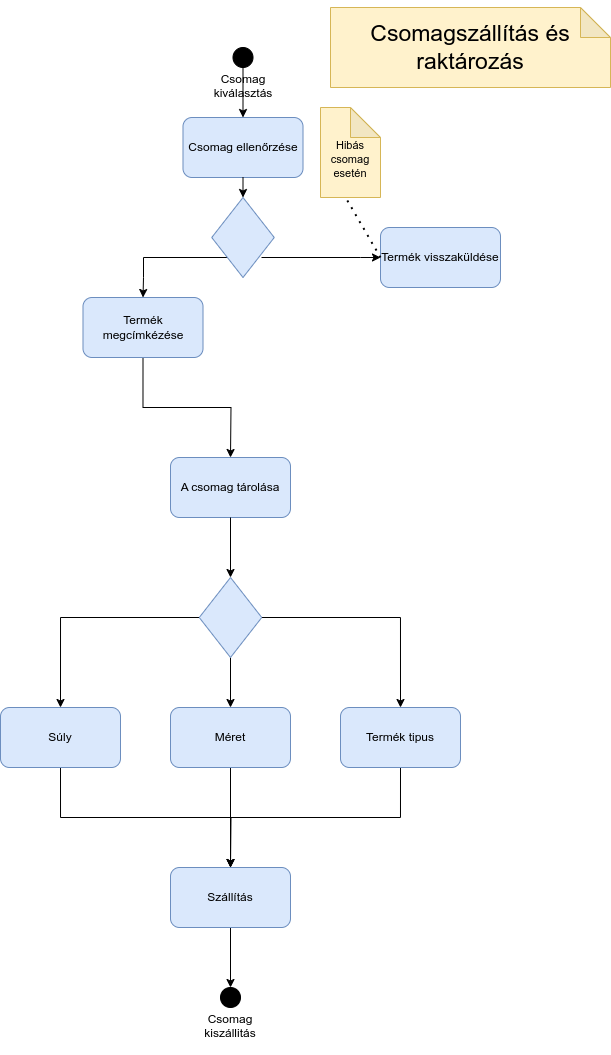 Csomagszállítás és
raktározás
Csomag
kiválasztás
Csomag ellenőrzése
Hibás
csomag
esetén
Termék visszaküldése
Termék
megcímkézése
A csomag tárolása
Súly
Méret
Termék tipus
Szállítás
Csomag
kiszállitás